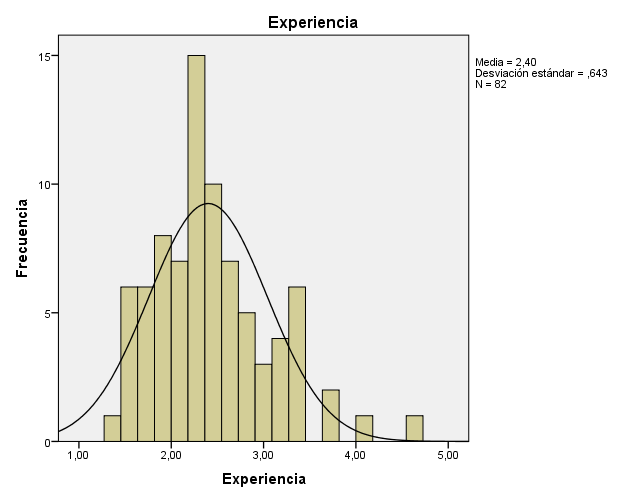 Experiencia
Media = 2,40
Desviación estándar = ,643
N = 82
Frecuencia
15
10
5
0
1,00 2,00 3,00 4,00 5,00
Experiencia